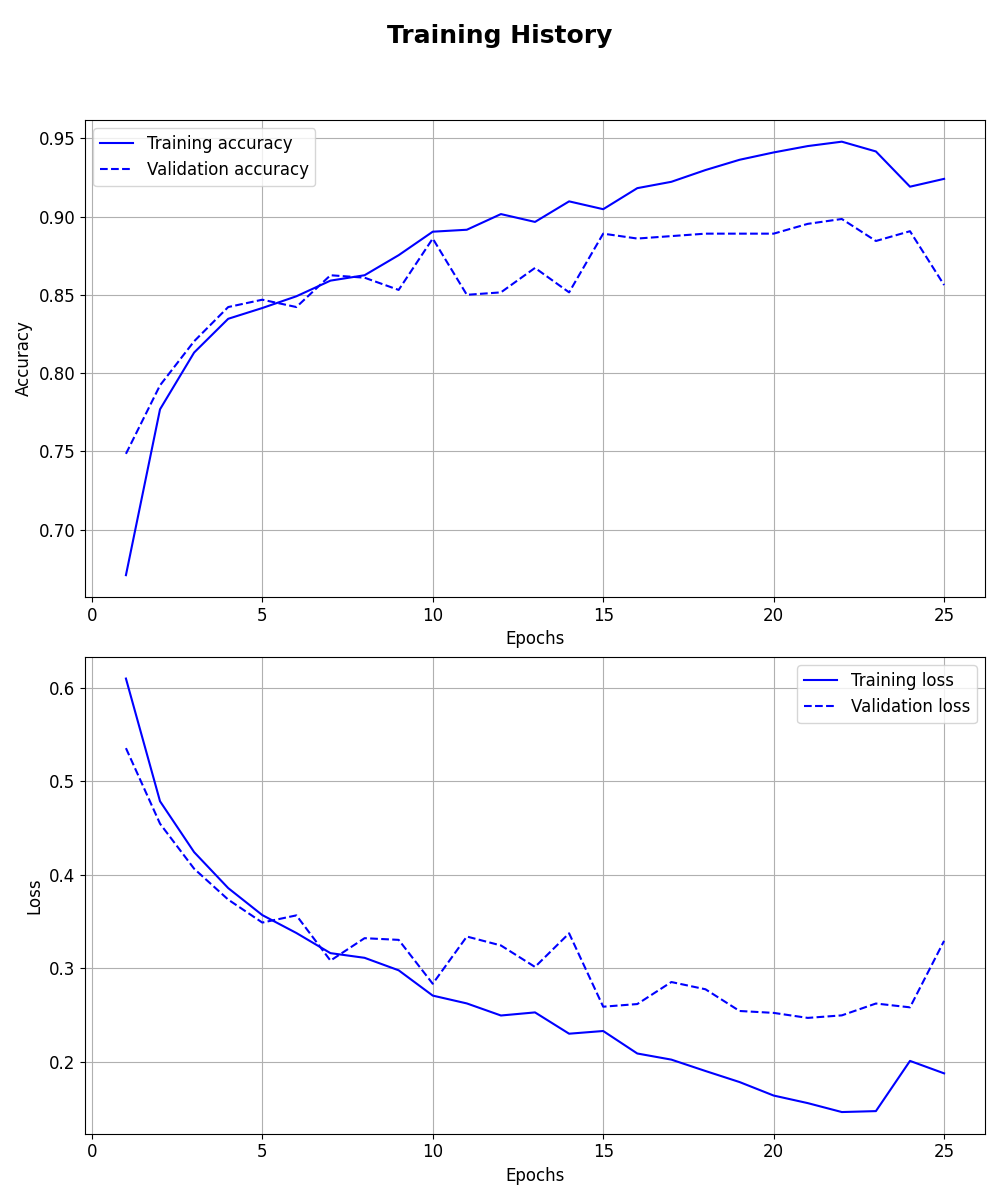 Training History
0.95
0.90
0.85
0.80
0.75
0.70
Accuracy
Training accuracy
Validation accuracy
0 5 10 15 20 25
Epochs
0.6
0.5
0.4
0.3
0.2
Loss
Training loss
Validation loss
0 5 10 15 20 25
Epochs